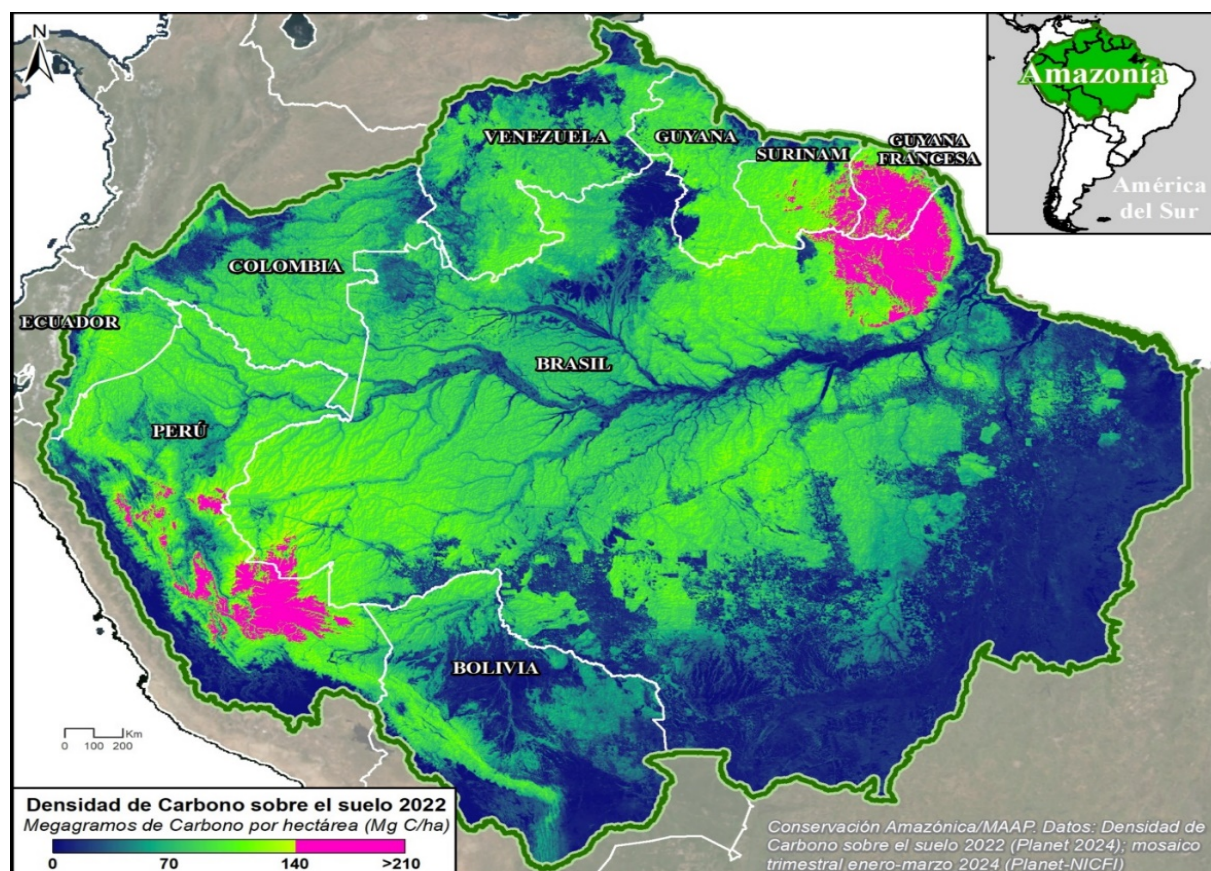 N
Amazonía
América
del Sur
VENEZUELA
GUYANA
SURINAM
GUYANA
FRANCESA
COLOMBIA
ECUADOR
BRASIL
PERÚ
BOLIVIA
Km
0 100 200
Densidad de Carbono sobre el suelo 2022
Megagramos de Carbono por hectárea (Mg C/ha)
0 70 140 >210
Conservación Amazónica/MAAP. Datos: Densidad de
Carbono sobre el suelo 2022 (Planet 2024); mosaico
trimestral enero-marzo 2024 (Planet-NICFI)